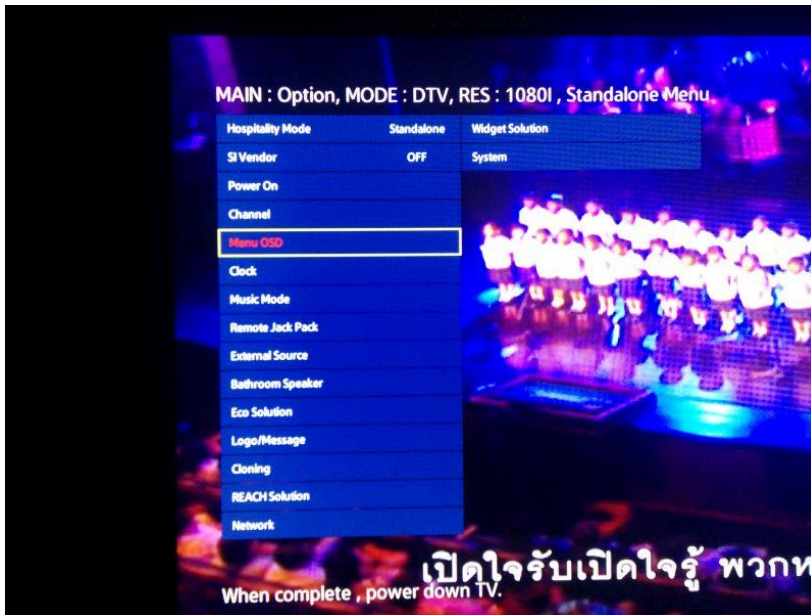 MAIN : Option, MODE : DTV, RES : 1080I , Standalone Menu
Hospitality Mode Standalone Widget Solution
SI Vendor OFF System
Power On
Channel
Menu OSD
Clock
Music Mode
Remote Jack Pack
External Source
Bathroom Speaker
Eco Solution
Logo/Message
Cloning
REACH Solution
Network
เปิดใจรับเปิดใจรู้ พวกห
When complete , power down TV.